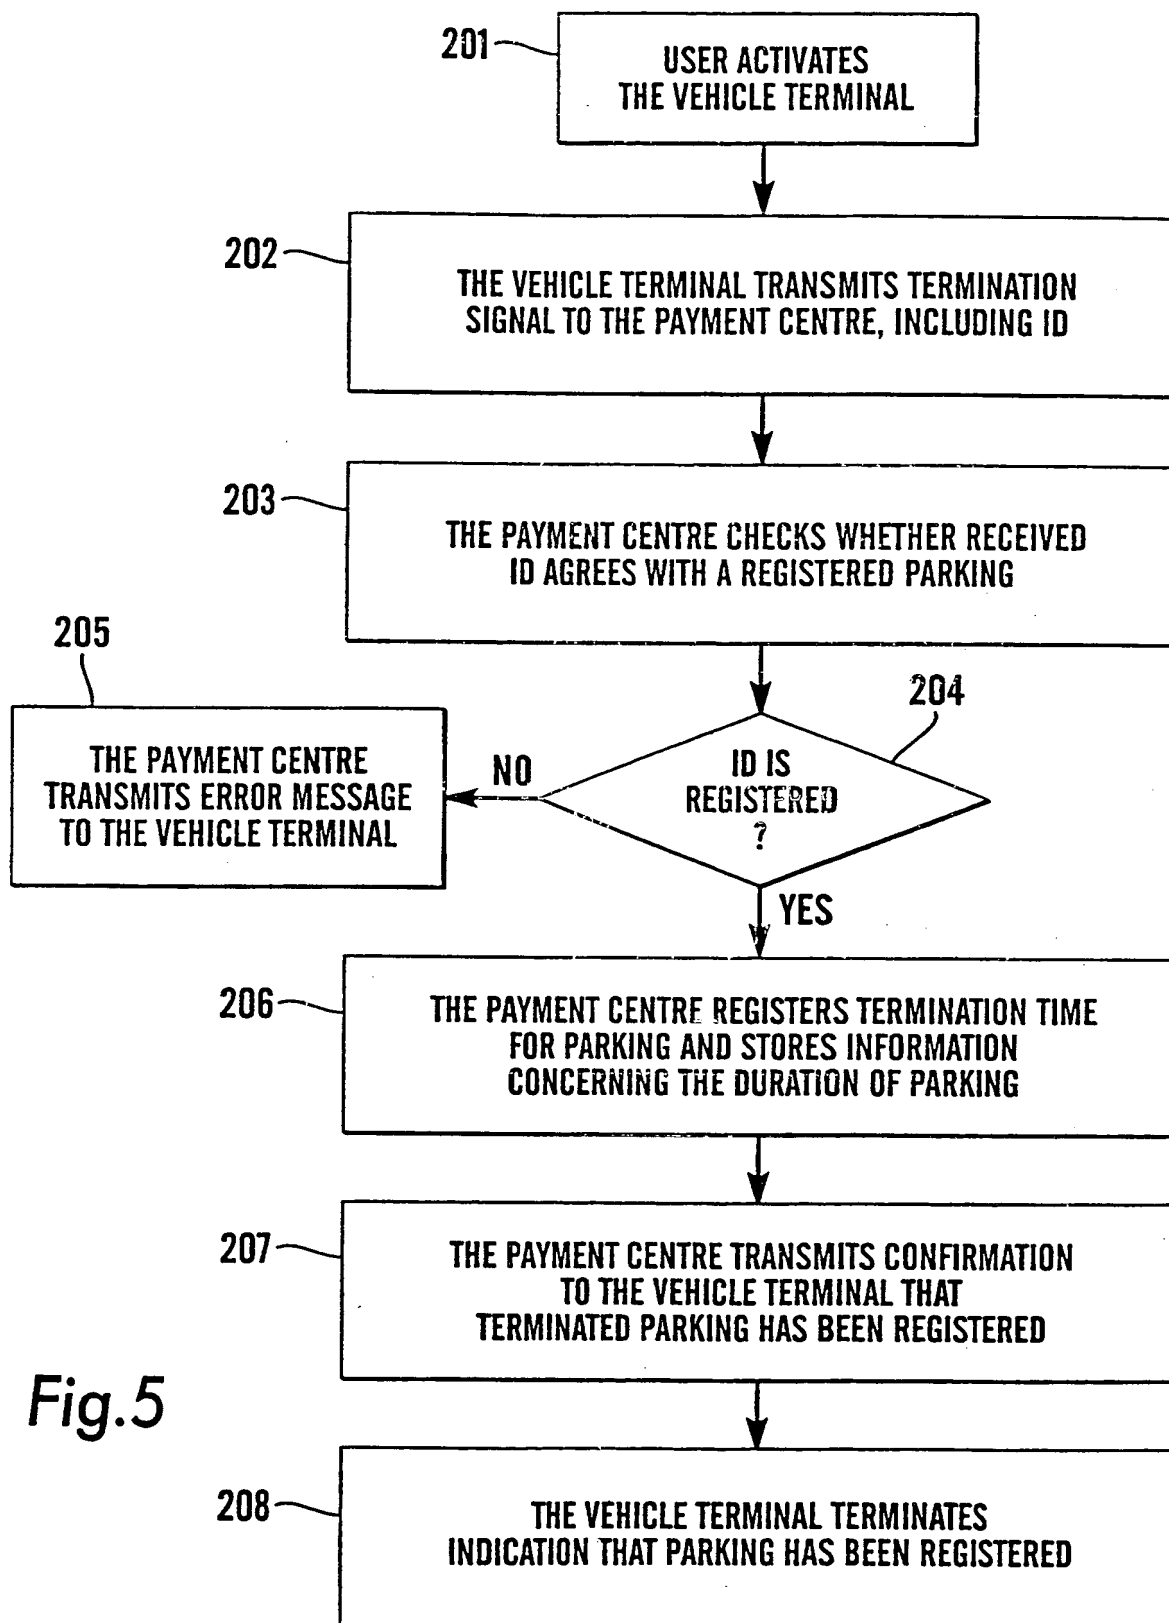 201
USER ACTIVATES
THE VEHICLE TERMINAL
202
THE VEHICLE TERMINAL TRANSMITS TERMINATION
SIGNAL TO THE PAYMENT CENTRE, INCLUDING ID
203
THE PAYMENT CENTRE CHECKS WHETHER RECEIVED
ID AGREES WITH A REGISTERED PARKING
205
204
THE PAYMENT CENTRE
TRANSMITS ERROR MESSAGE
TO THE VEHICLE TERMINAL
NO
ID IS
REGISTERED
?
YES
206
THE PAYMENT CENTRE REGISTERS TERMINATION TIME
FOR PARKING AND STORES INFORMATION
CONCERNING THE DURATION OF PARKING
207
THE PAYMENT CENTRE TRANSMITS CONFIRMATION
TO THE VEHICLE TERMINAL THAT
TERMINATED PARKING HAS BEEN REGISTERED
Fig.5
208
THE VEHICLE TERMINAL TERMINATES
INDICATION THAT PARKING HAS BEEN REGISTERED